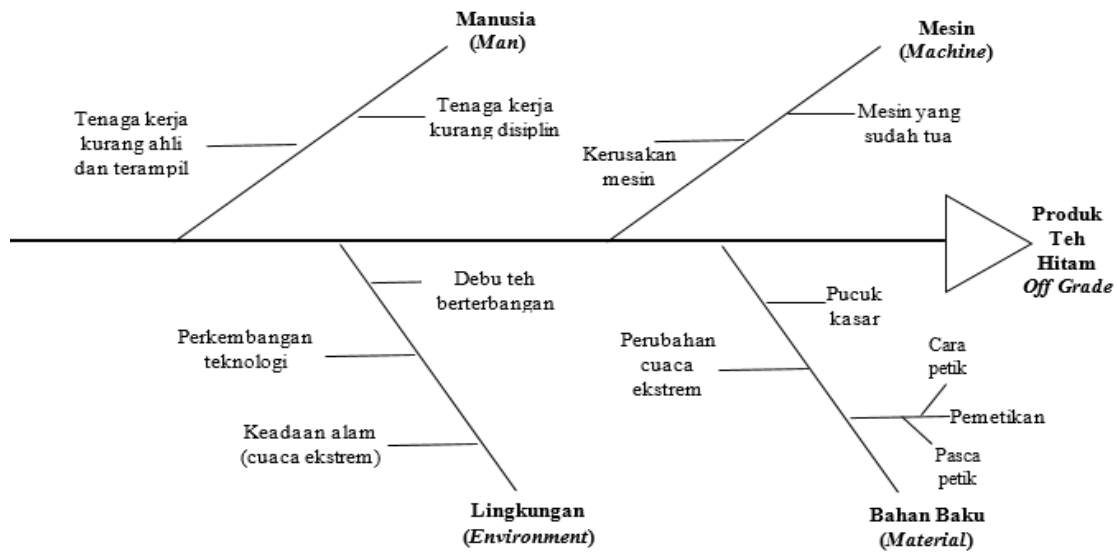 Manusia
(Man)
Mesin
(Machine)
Tenaga kerja
kurang ahli
dan terampil
Tenaga kerja
kurang disiplin
Kerusakan
mesin
Mesin yang
sudah tua
Produk
Teh
Hitam
Off Grade
Debu teh
berterbangan
Perkembangan
teknologi
Keadaan alam
(cuaca ekstrem)
Pucuk
kasar
Perubahan
cuaca
ekstrem
Cara
petik
Pemetikan
Pasca
petik
Lingkungan
(Environment)
Bahan Baku
(Material)